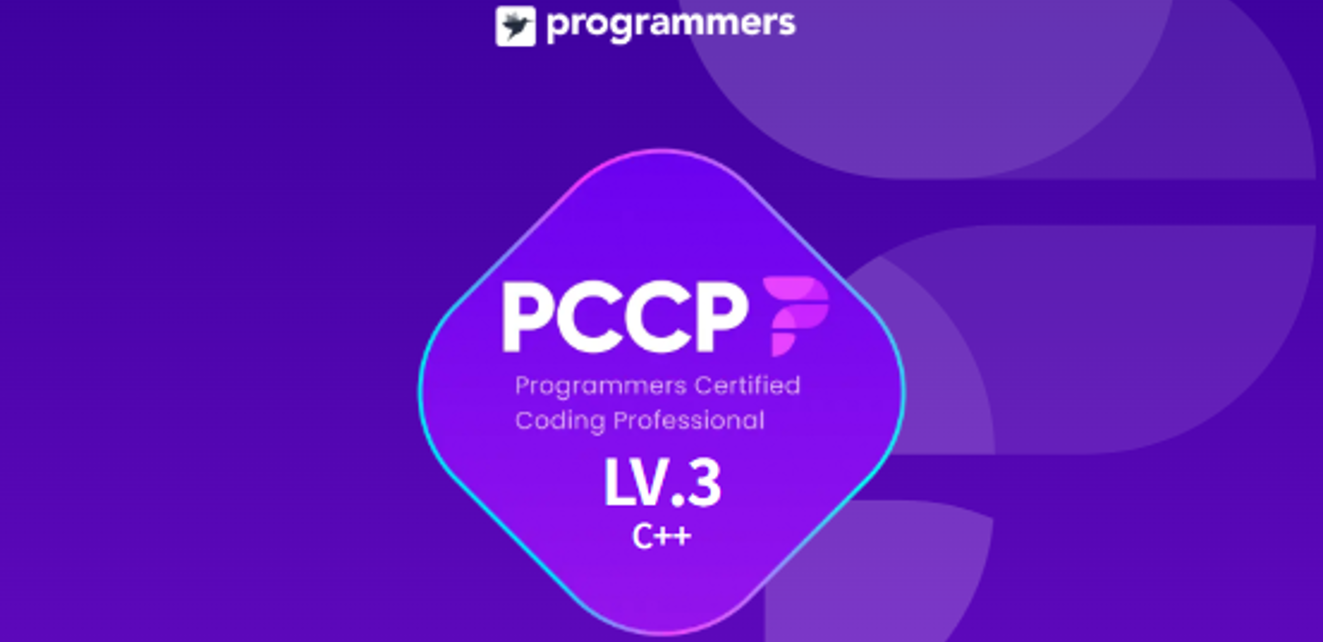 programmers
PCCP
Programmers Certified
Coding Professional
LV.3
C++